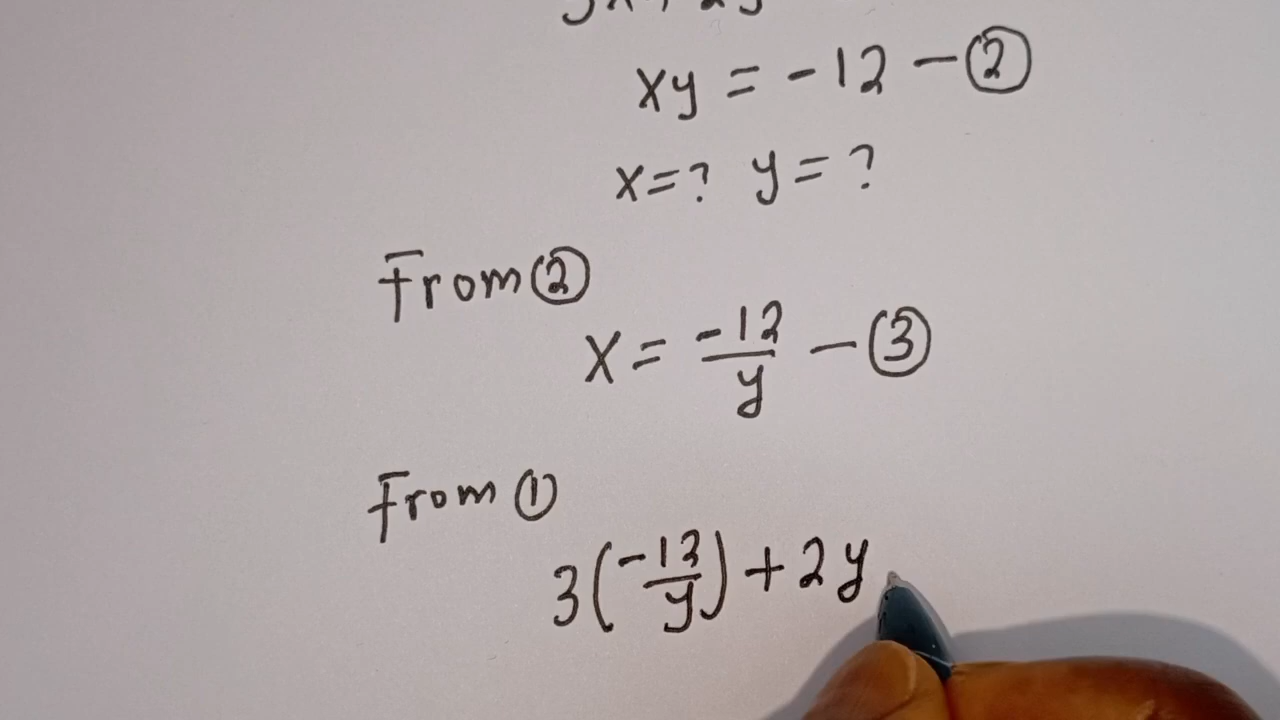 xy = -12 - ②
x=? y=?
From ②
x = -12/y - ③
From ①
3(-12/y) + 2y